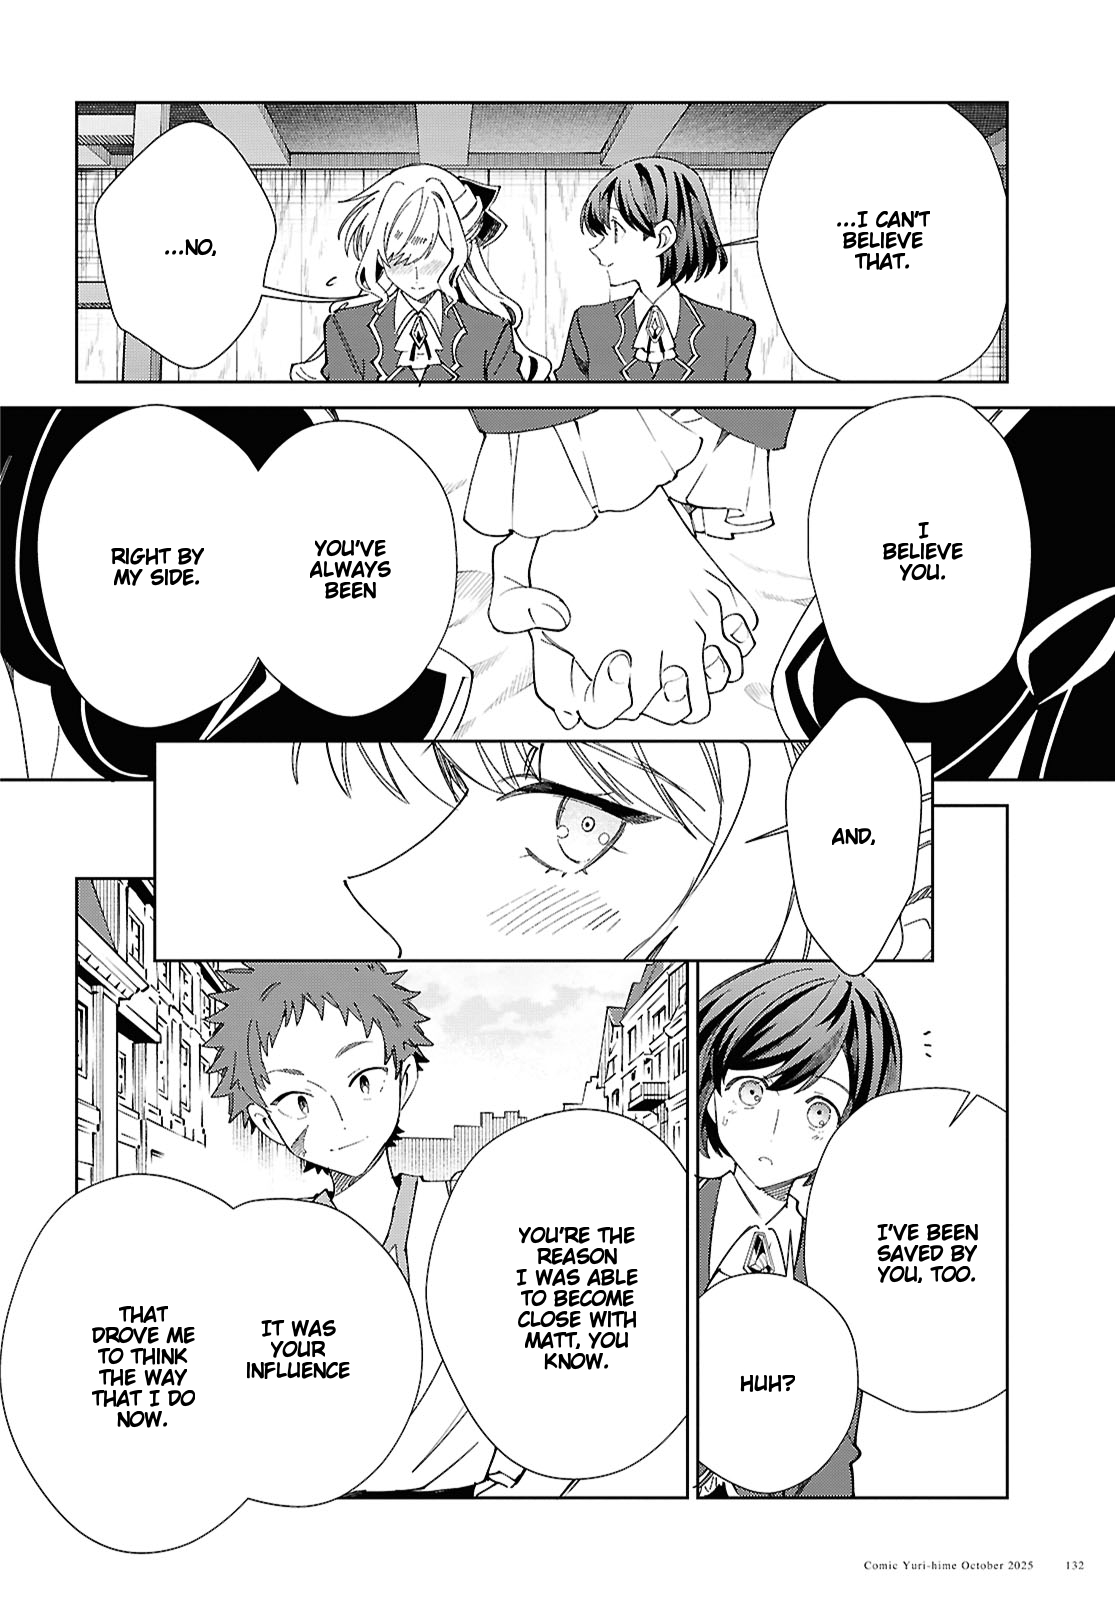 ...I CAN'T
BELIEVE
THAT.
...NO,
I
BELIEVE
YOU.
YOU'VE
ALWAYS
BEEN
RIGHT BY
MY SIDE.
AND,
I'VE BEEN
SAVED BY
YOU, TOO.
HUH?
YOU'RE THE
REASON
I WAS ABLE
TO BECOME
CLOSE WITH
MATT, YOU
KNOW.
IT WAS
YOUR
INFLUENCE
THAT
DROVE ME
TO THINK
THE WAY
THAT I DO
NOW.
Comic Yuri-hime October 2025 132